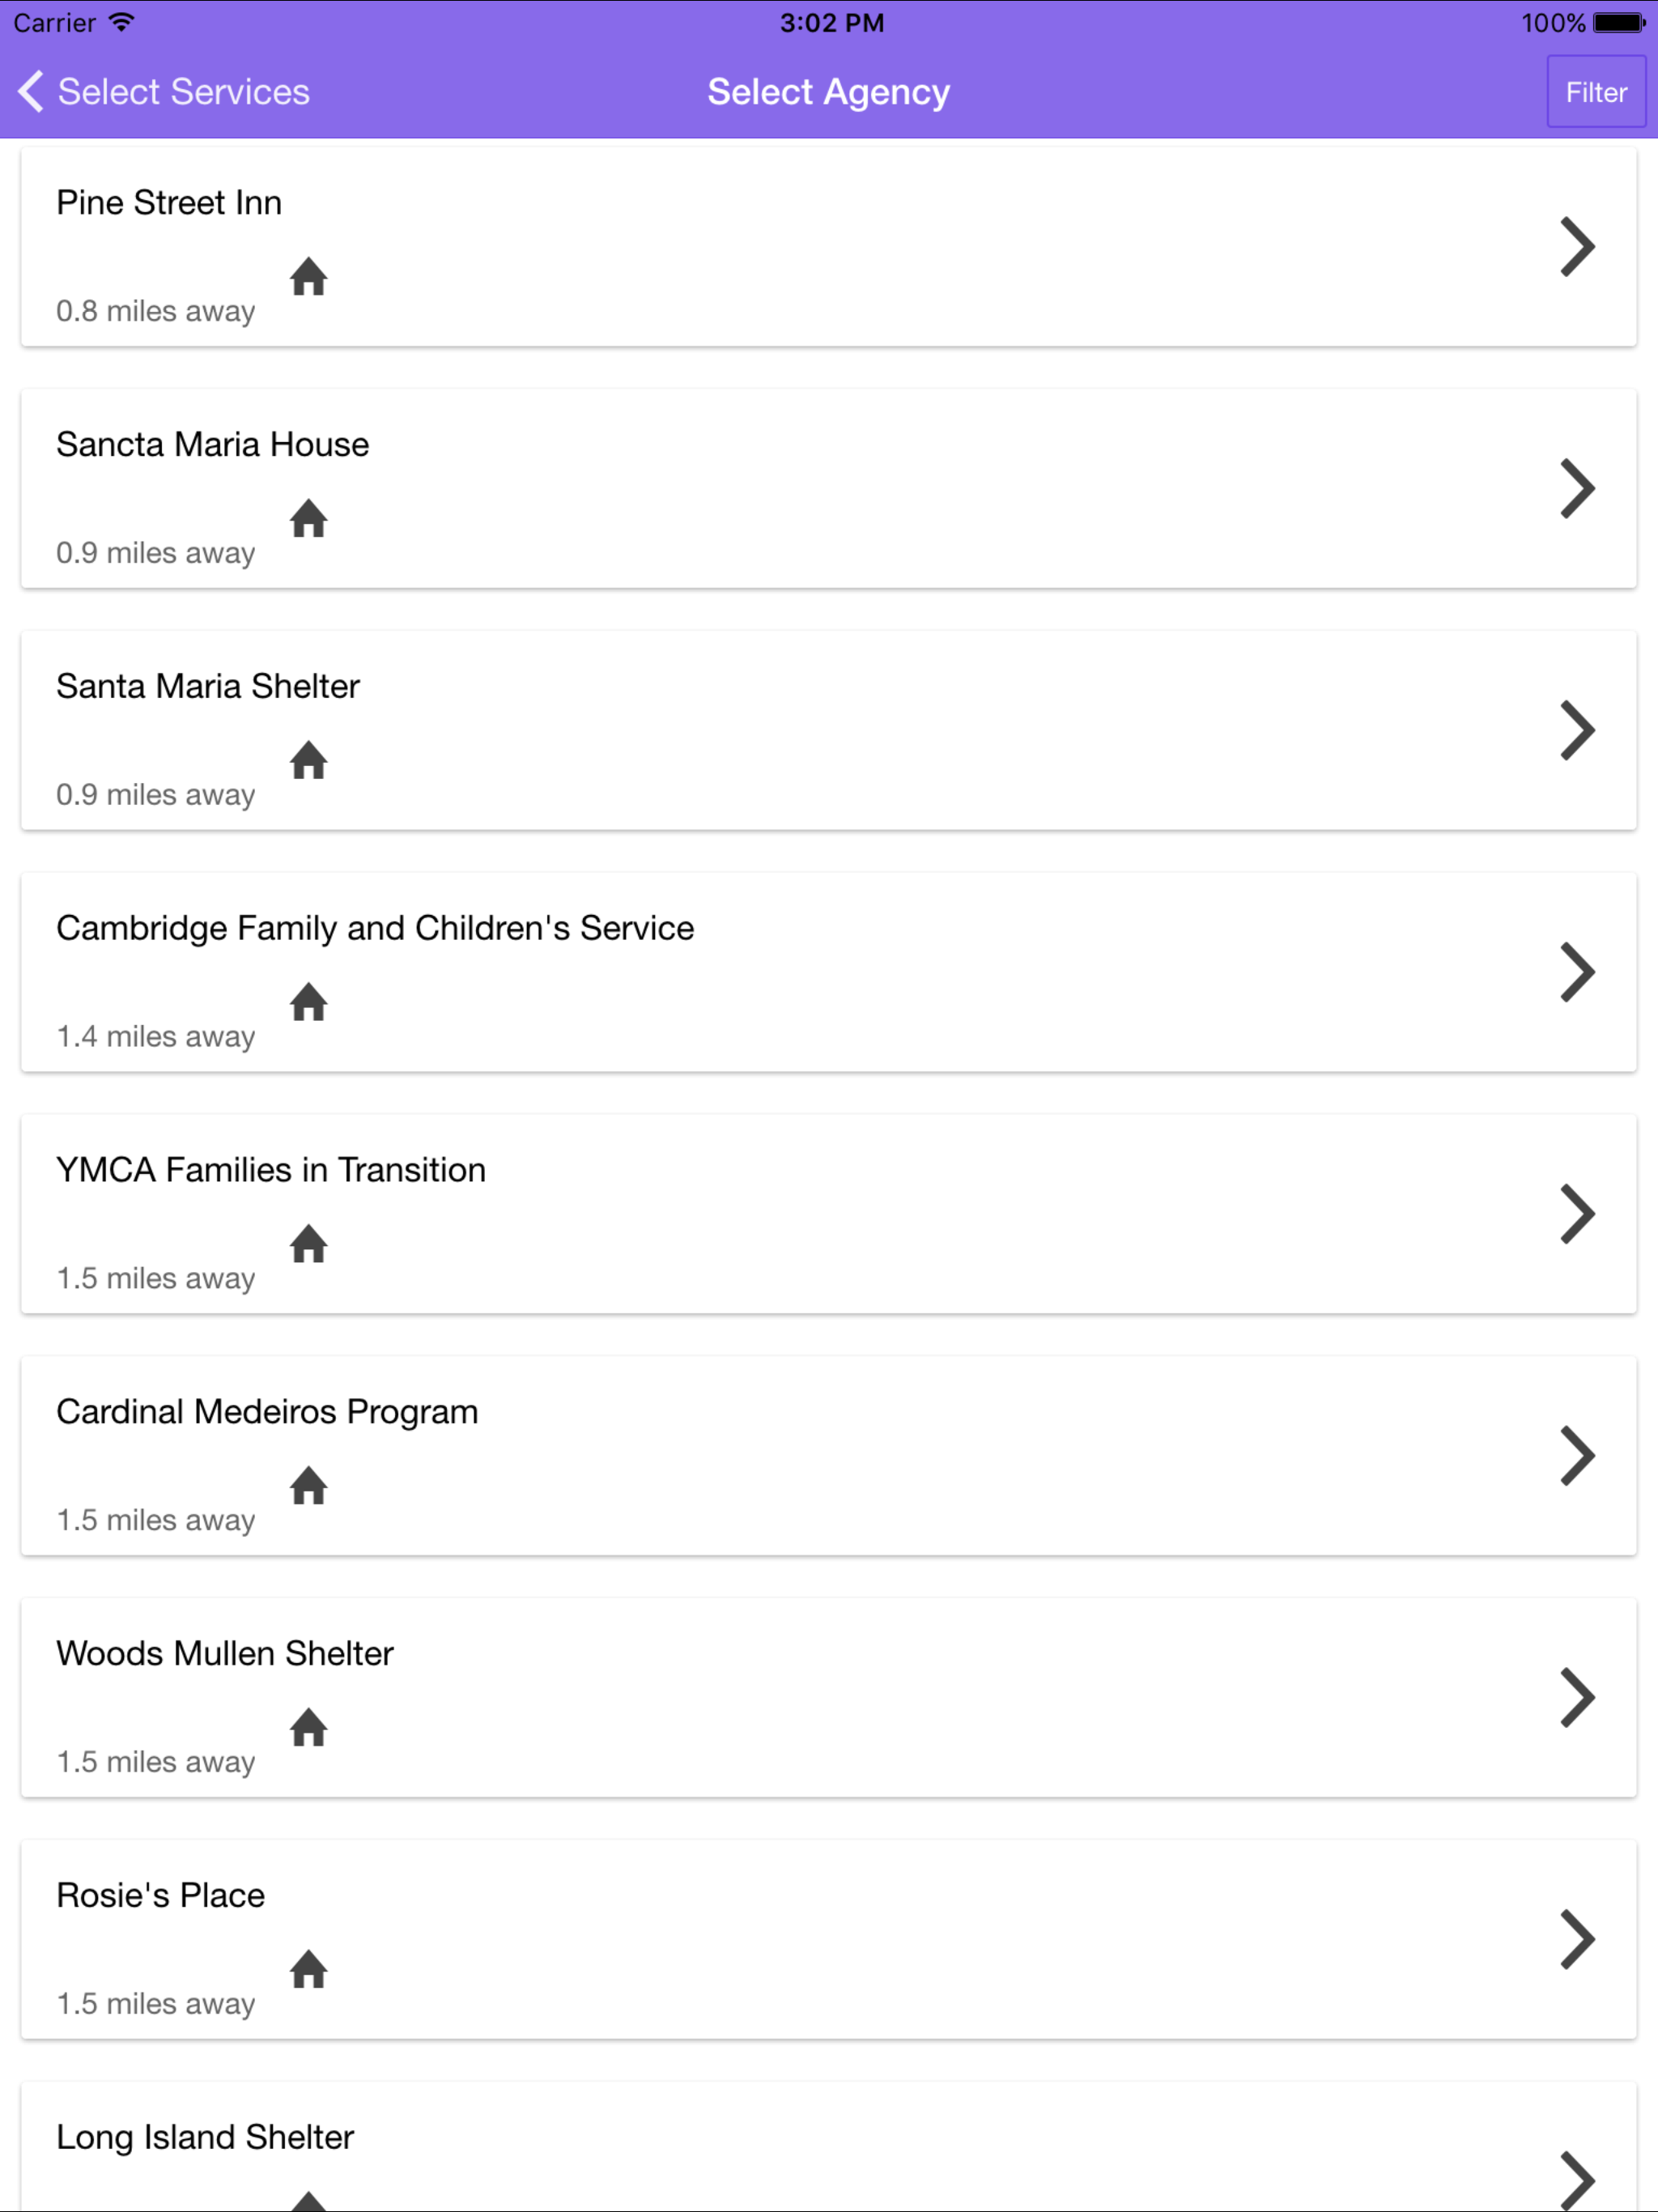 Carrier 3:02 PM 100%
Select Services Select Agency Filter
Pine Street Inn
0.8 miles away
Sancta Maria House
0.9 miles away
Santa Maria Shelter
0.9 miles away
Cambridge Family and Children's Service
1.4 miles away
YMCA Families in Transition
1.5 miles away
Cardinal Medeiros Program
1.5 miles away
Woods Mullen Shelter
1.5 miles away
Rosie's Place
1.5 miles away
Long Island Shelter